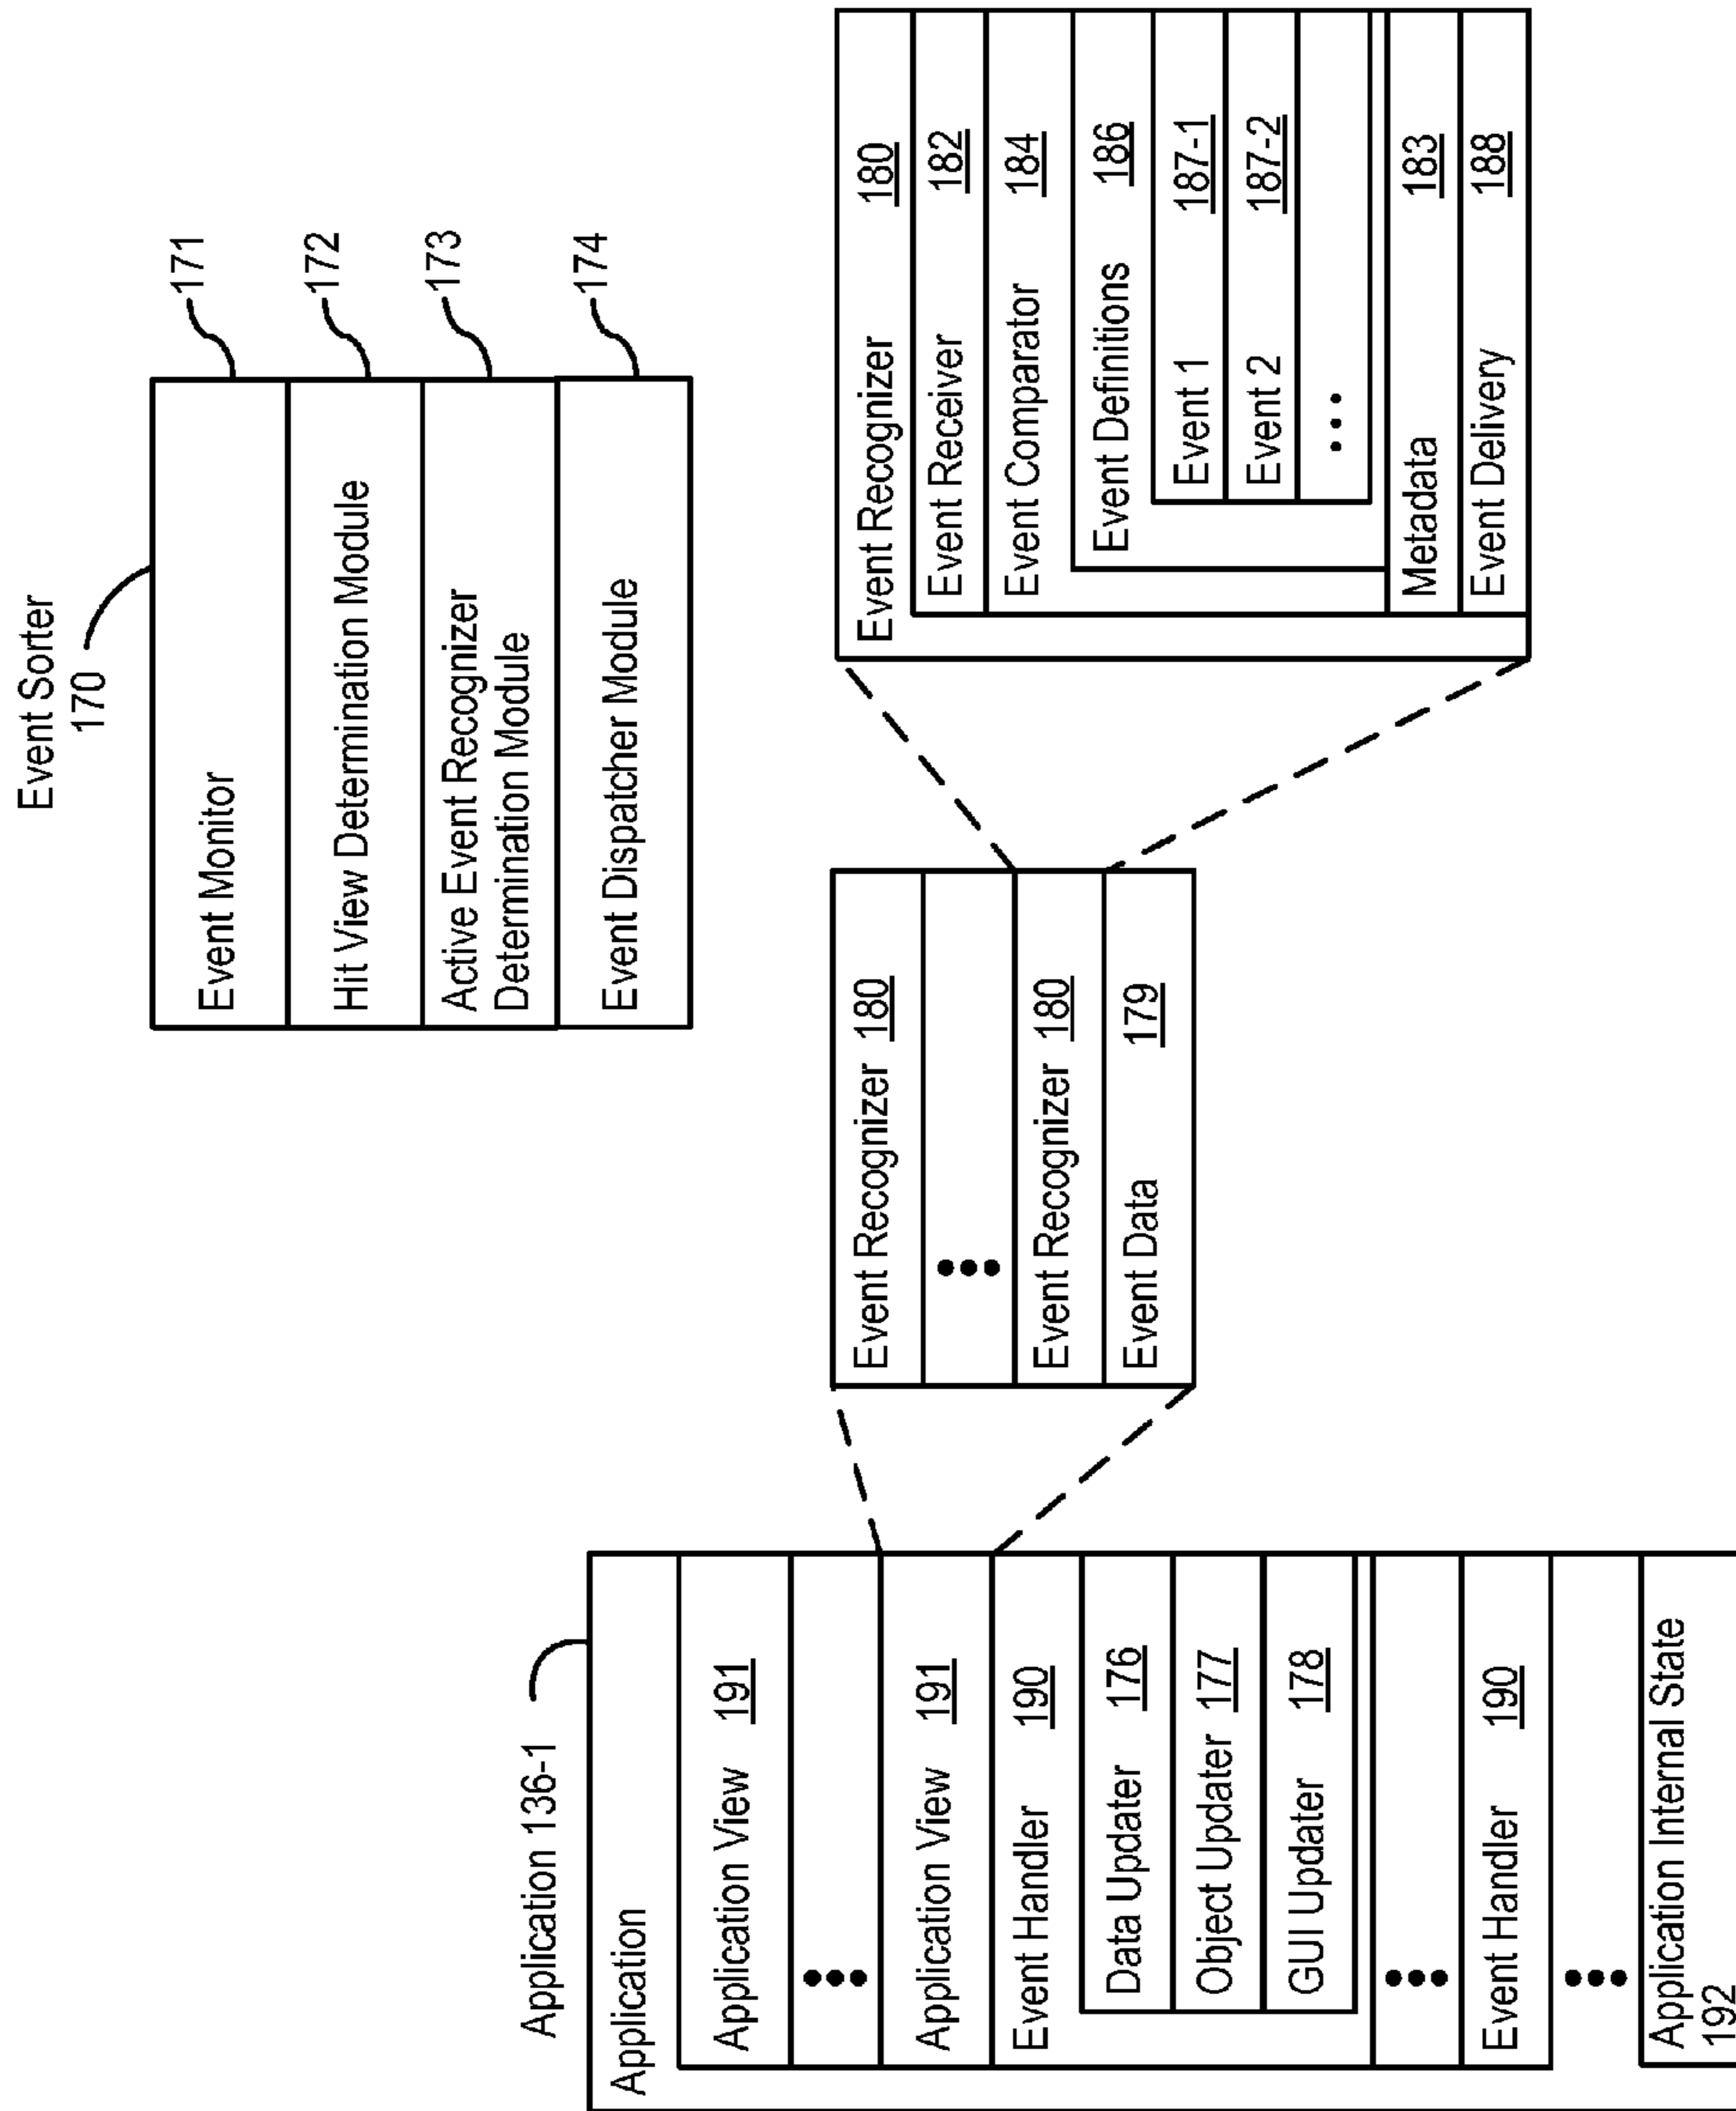 Event Sorter
170
Event Monitor
171
Hit View Determination Module
172
Active Event Recognizer
Determination Module
173
Event Dispatcher Module
174
Application 136-1
Application
Application View 191
•••
Application View 191
Event Handler 190
Data Updater 176
Object Updater 177
GUI Updater 178
•••
Event Handler 190
•••
Application Internal State
192
Event Recognizer 180
•••
Event Recognizer 180
Event Data 179
Event Recognizer 180
Event Receiver 182
Event Comparator 184
Event Definitions 186
Event 1 187-1
Event 2 187-2
•••
Metadata 183
Event Delivery 188